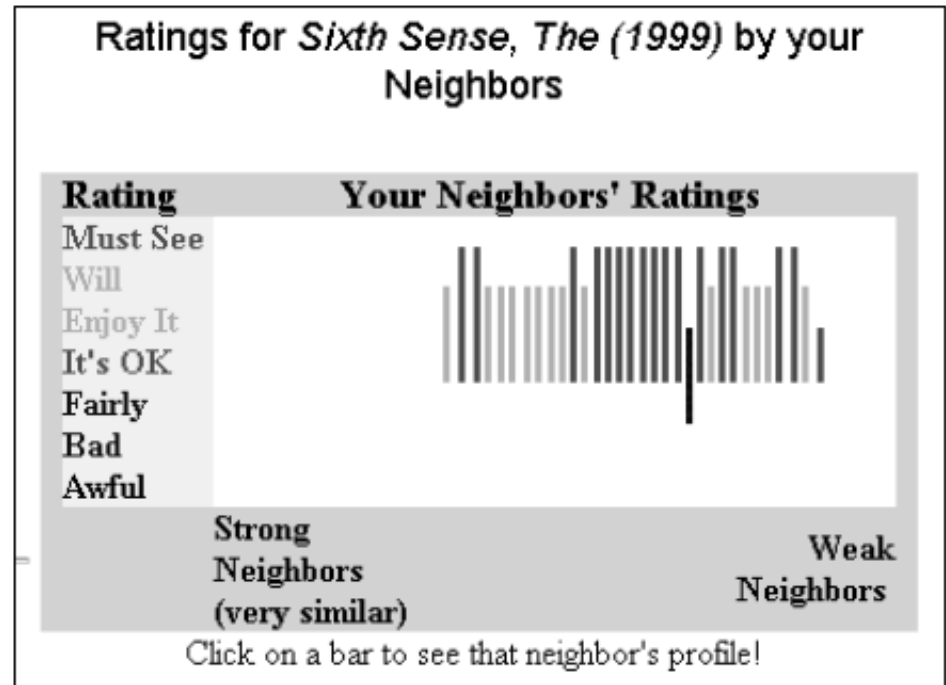 Ratings for Sixth Sense, The (1999) by your
Neighbors
Rating
Your Neighbors' Ratings
Must See
Will
Enjoy It
It's OK
Fairly
Bad
Awful
Strong
Neighbors
(very similar)
Weak
Neighbors
Click on a bar to see that neighbor's profile!